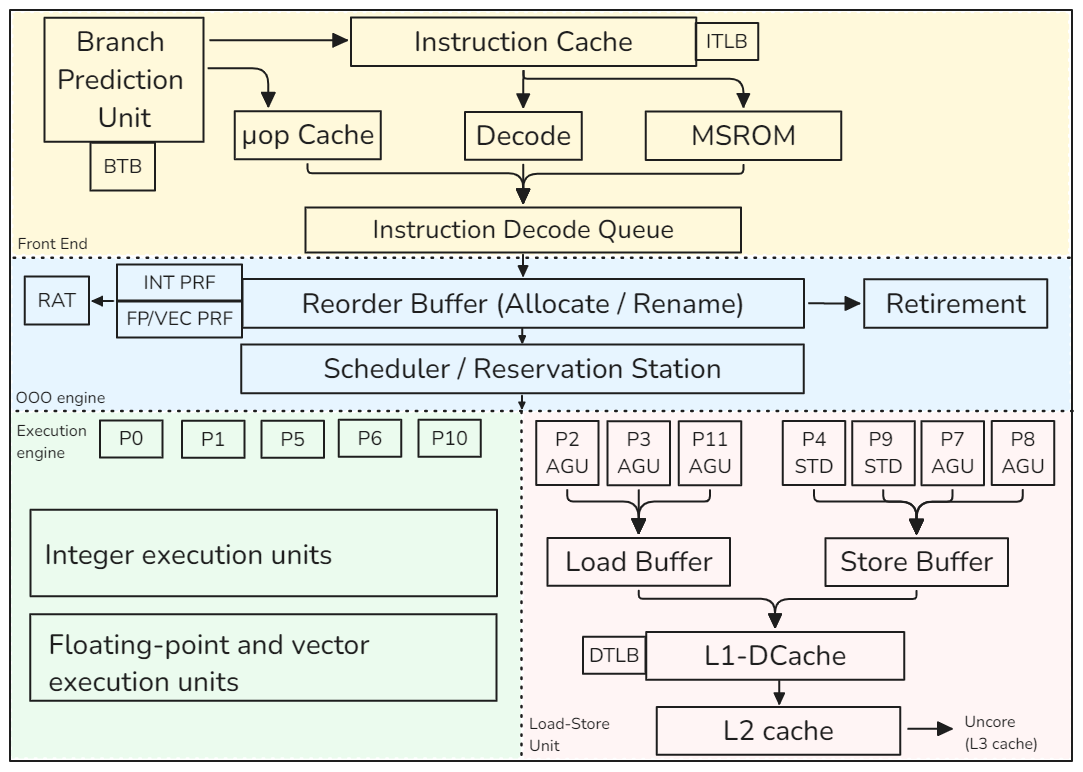 Branch
Prediction
Unit
BTB
Instruction Cache
ITLB
μop Cache
Decode
MSROM
Instruction Decode Queue
Front End
RAT
INT PRF
FP/VEC PRF
Reorder Buffer (Allocate / Rename)
Retirement
Scheduler / Reservation Station
OOO engine
Execution
engine
P0
P1
P5
P6
P10
Integer execution units
Floating-point and vector
execution units
P2
AGU
P3
AGU
P11
AGU
P4
STD
P9
STD
P7
AGU
P8
AGU
Load Buffer
Store Buffer
DTLB
L1-DCache
L2 cache
Load-Store
Unit
Uncore
(L3 cache)